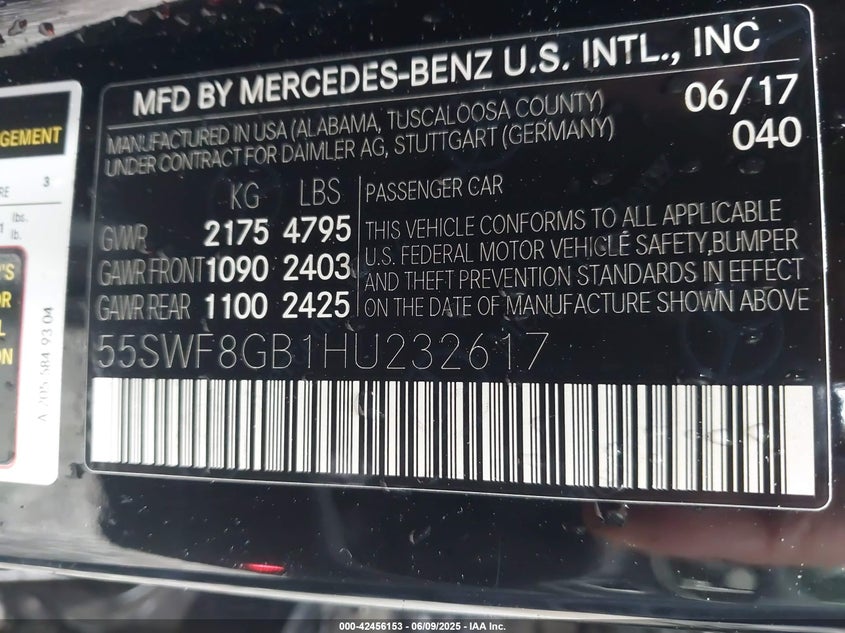 MFD BY MERCEDES-BENZ U.S. INTL., INC
MANUFACTURED IN USA (ALABAMA, TUSCALOOSA COUNTY) 06/17
UNDER CONTRACT FOR DAIMLER AG, STUTTGART (GERMANY) 040
KG LBS PASSENGER CAR
GVWR 2175 4795
GAWR FRONT 1090 2403
GAWR REAR 1100 2425
THIS VEHICLE CONFORMS TO ALL APPLICABLE
U.S. FEDERAL MOTOR VEHICLE SAFETY,BUMPER
AND THEFT PREVENTION STANDARDS IN EFFECT
ON THE DATE OF MANUFACTURE SHOWN ABOVE
55SWF8GB1HU232617
GEMENT
3
lbs.
lb.
A 205 584 93 04
000-42456153 - 06/09/2025 - IAA Inc.